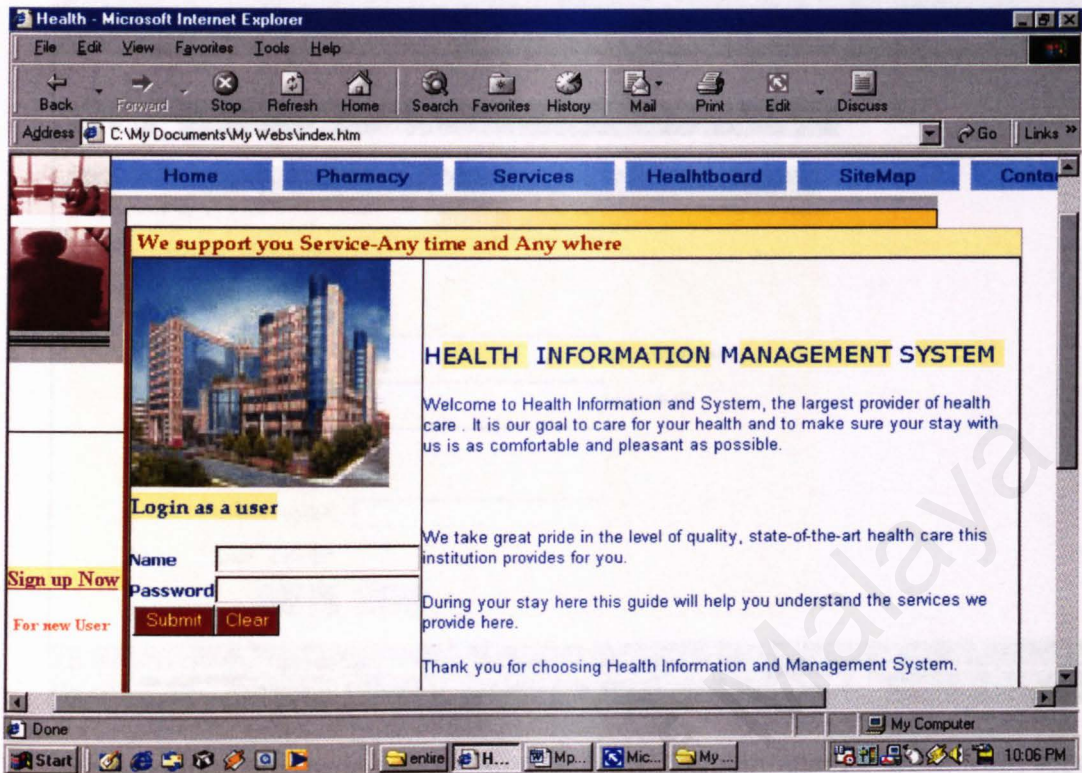 Health - Microsoft Internet Explorer
File Edit View Favorites Tools Help
Back Forward Stop Refresh Home Search Favorites History Mail Print Edit Discuss
Address C:\My Documents\My Webs\index.htm Go Links »
Home Pharmacy Services Healhtboard SiteMap Conta
We support you Service-Any time and Any where
HEALTH INFORMATION MANAGEMENT SYSTEM
Welcome to Health Information and System, the largest provider of health
care . It is our goal to care for your health and to make sure your stay with
us is as comfortable and pleasant as possible.
Login as a user
We take great pride in the level of quality, state-of-the-art health care this
institution provides for you.
Name
Sign up Now
Password
During your stay here this guide will help you understand the services we
provide here.
For new User
Submit Clear
Thank you for choosing Health Information and Management System.
Done My Computer
Start entire H... Mp... Mic... My ... 10:06 PM
Malaya